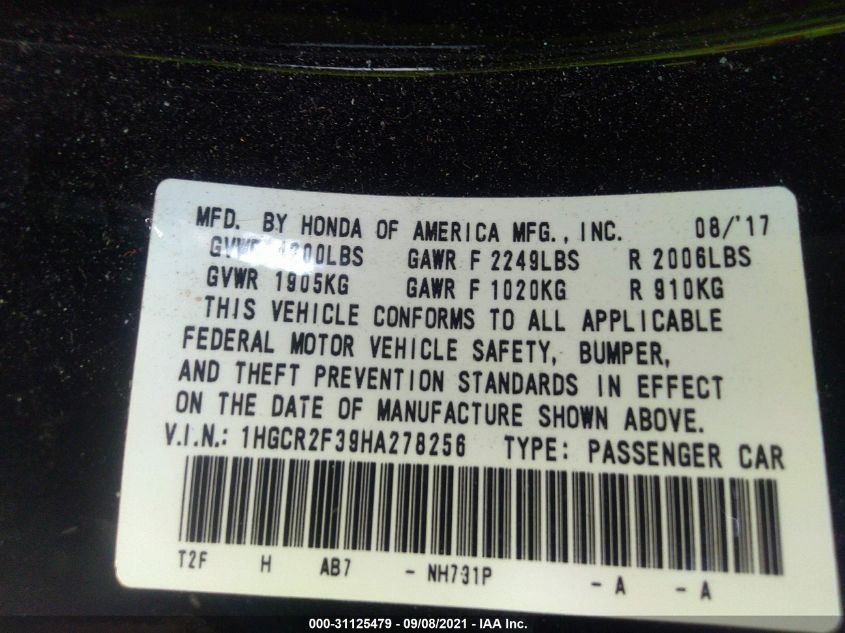 MFD. BY HONDA OF AMERICA MFG., INC. 08/'17
GVWR 4200LBS GAWR F 2249LBS R 2006LBS
GVWR 1905KG GAWR F 1020KG R 910KG
THIS VEHICLE CONFORMS TO ALL APPLICABLE
FEDERAL MOTOR VEHICLE SAFETY, BUMPER,
AND THEFT PREVENTION STANDARDS IN EFFECT
ON THE DATE OF MANUFACTURE SHOWN ABOVE.
V.I.N.: 1HGCR2F39HA278256 TYPE: PASSENGER CAR
T2F H AB7 - NH731P - A - A
000-31125479 - 09/08/2021 - IAA Inc.